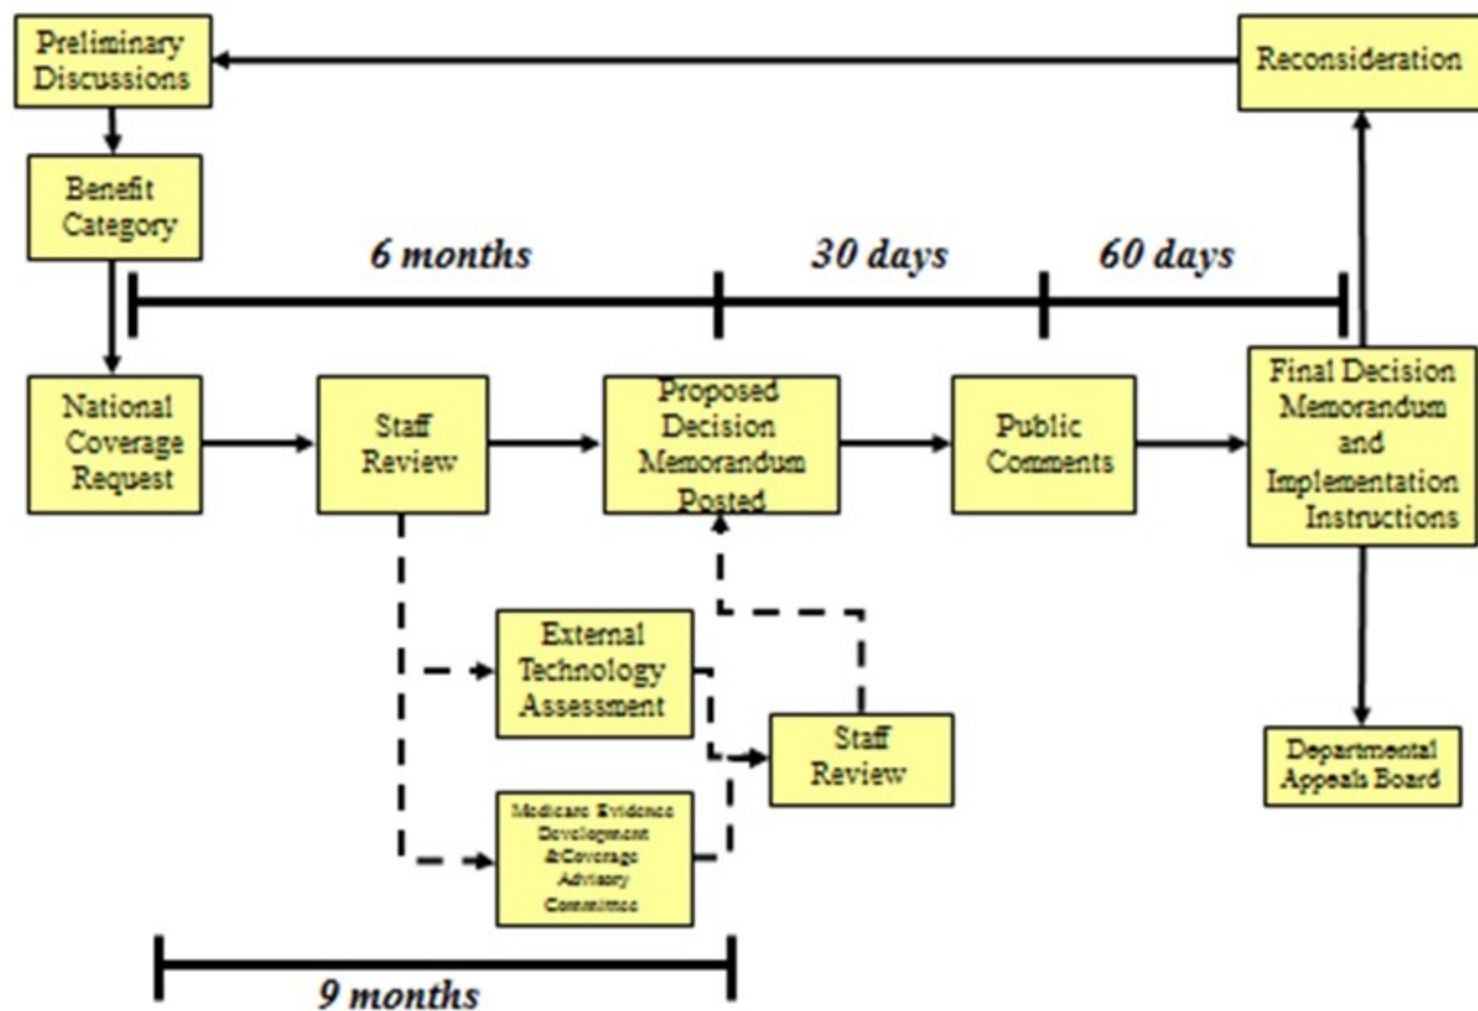 Preliminary
Discussions
Reconsideration
Benefit
Category
6 months
30 days
60 days
National
Coverage
Request
Staff
Review
Proposed
Decision
Memorandum
Posted
Public
Comments
Final Decision
Memorandum
and
Implementation
Instructions
External
Technology
Assessment
Staff
Review
Departmental
Appeals Board
Medicare Evidence
Development
&Coverage
Advisory
Committee
9 months